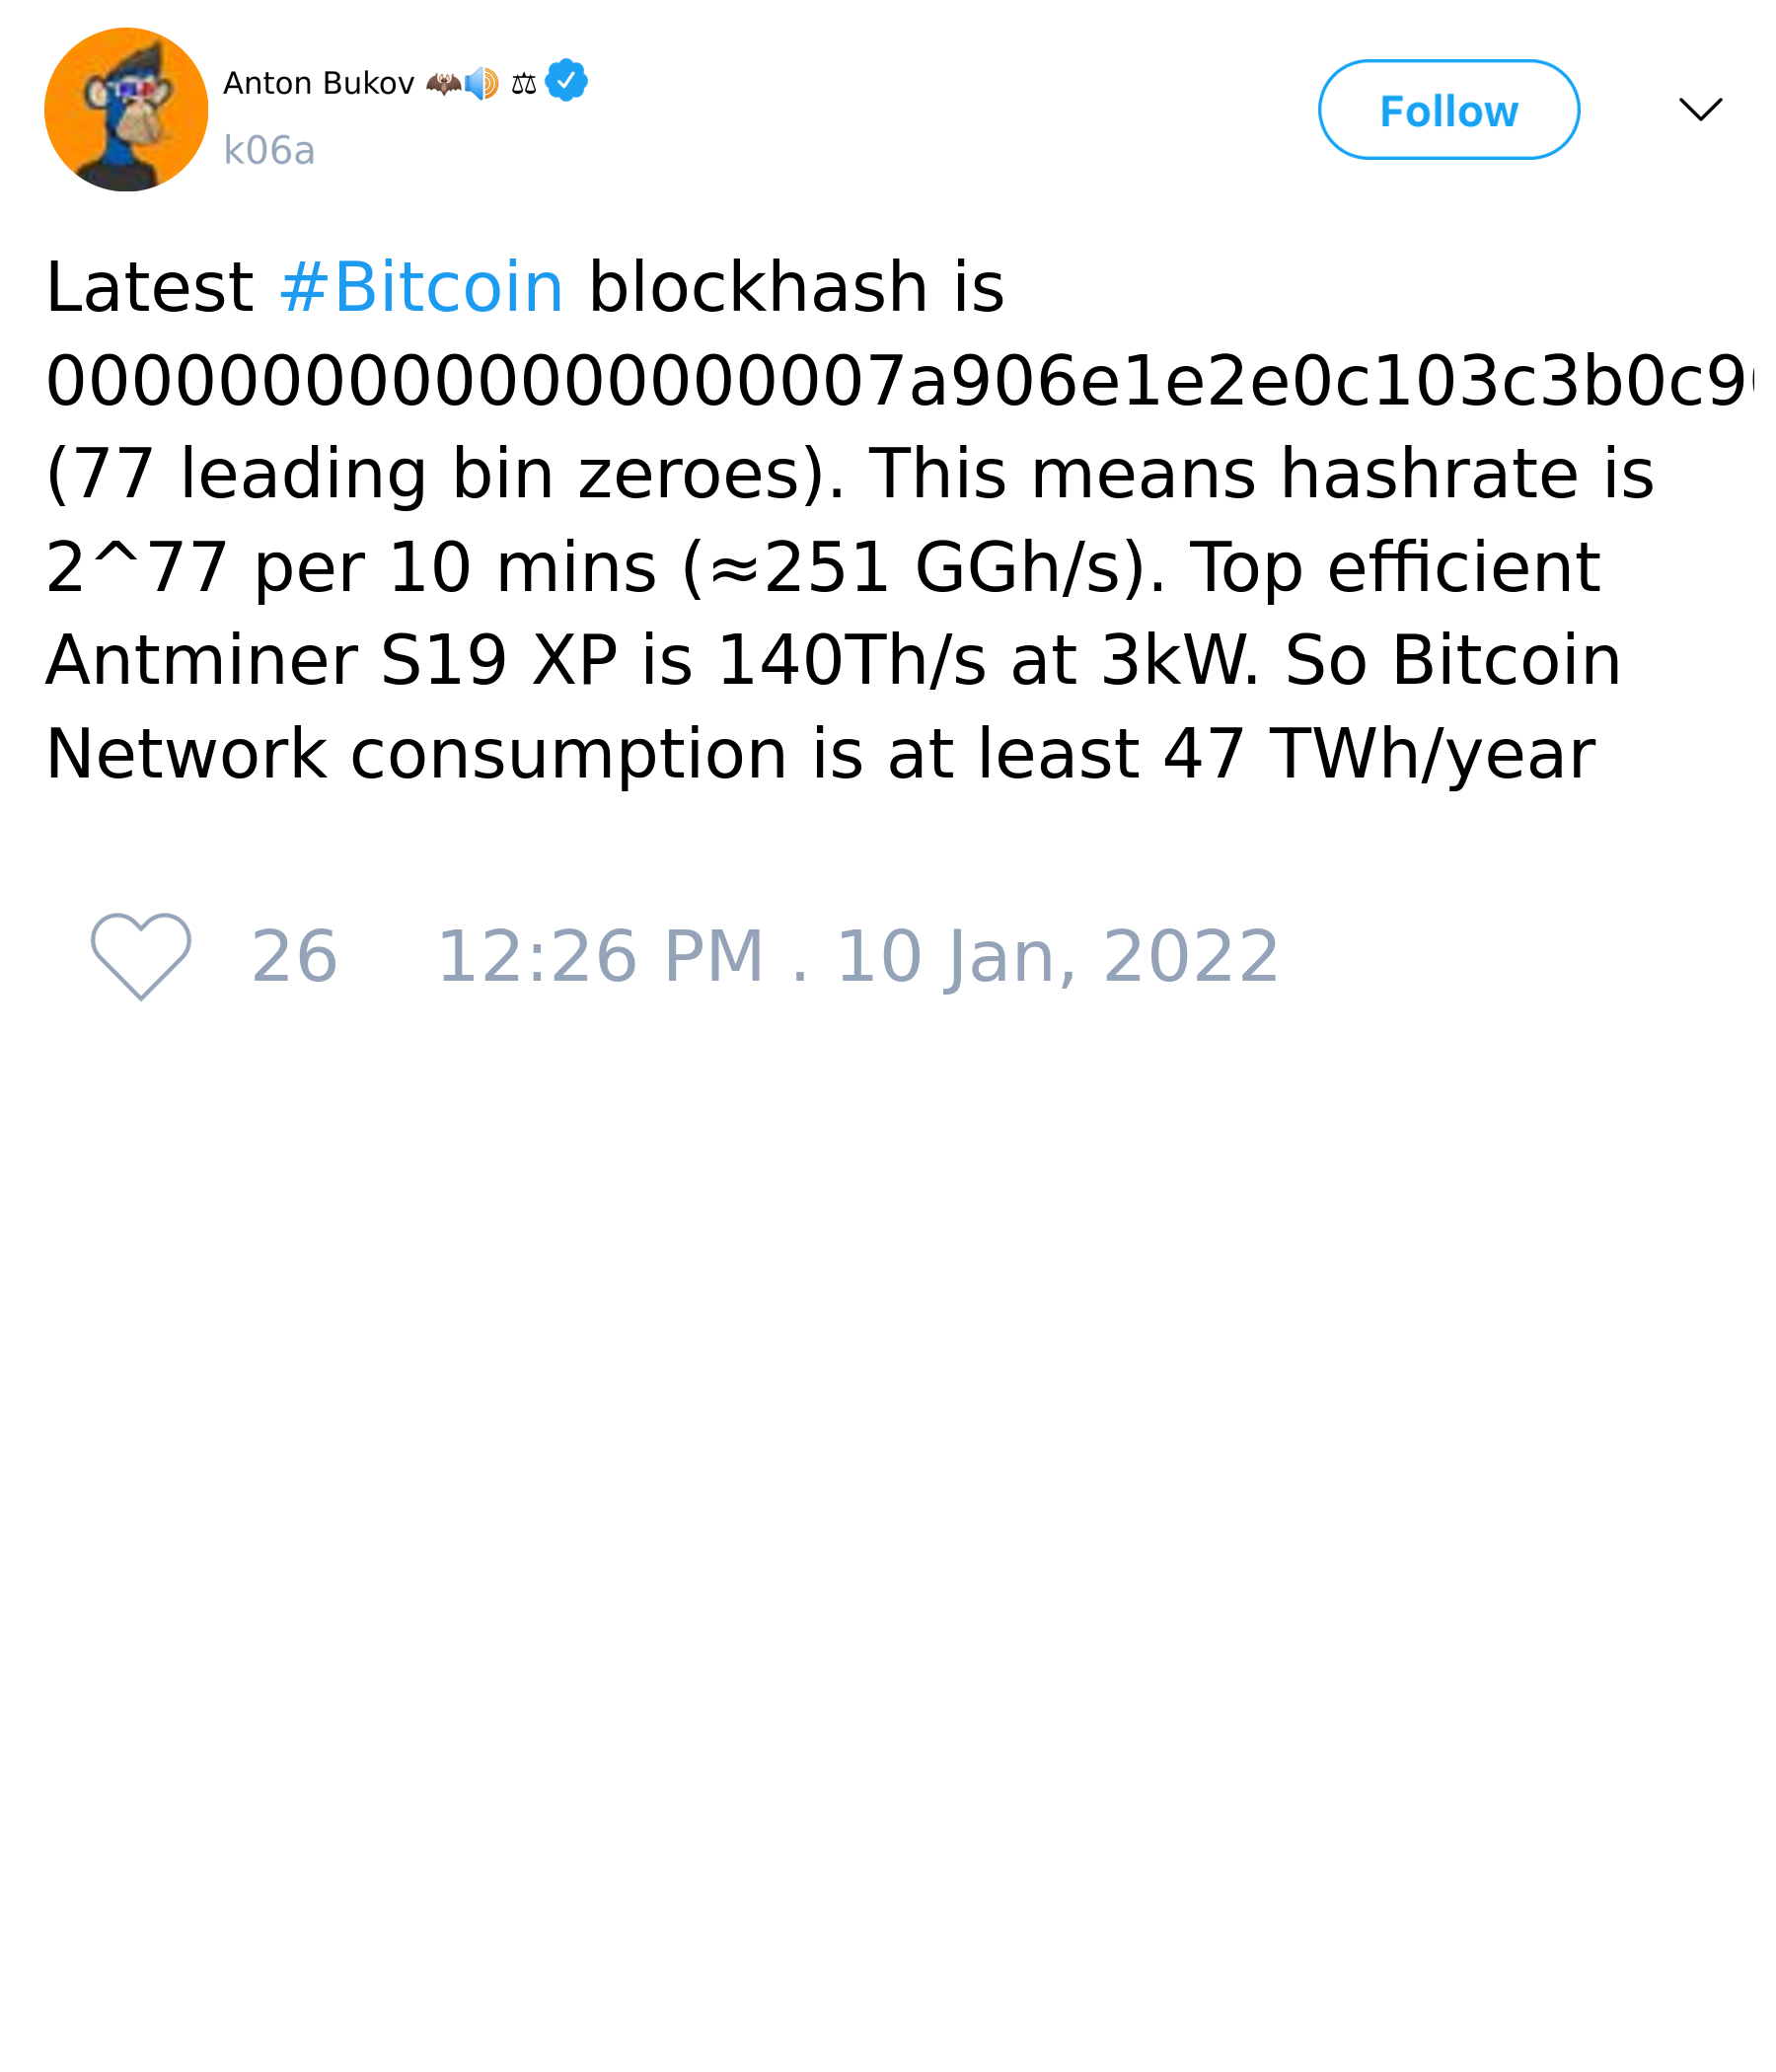 Anton Bukov 🦇🔊 ⚖
k06a
Follow
Latest #Bitcoin blockhash is
00000000000000000007a906e1e2e0c103c3b0c9
(77 leading bin zeroes). This means hashrate is
2^77 per 10 mins (≈251 GGh/s). Top efficient
Antminer S19 XP is 140Th/s at 3kW. So Bitcoin
Network consumption is at least 47 TWh/year
26 12:26 PM . 10 Jan, 2022